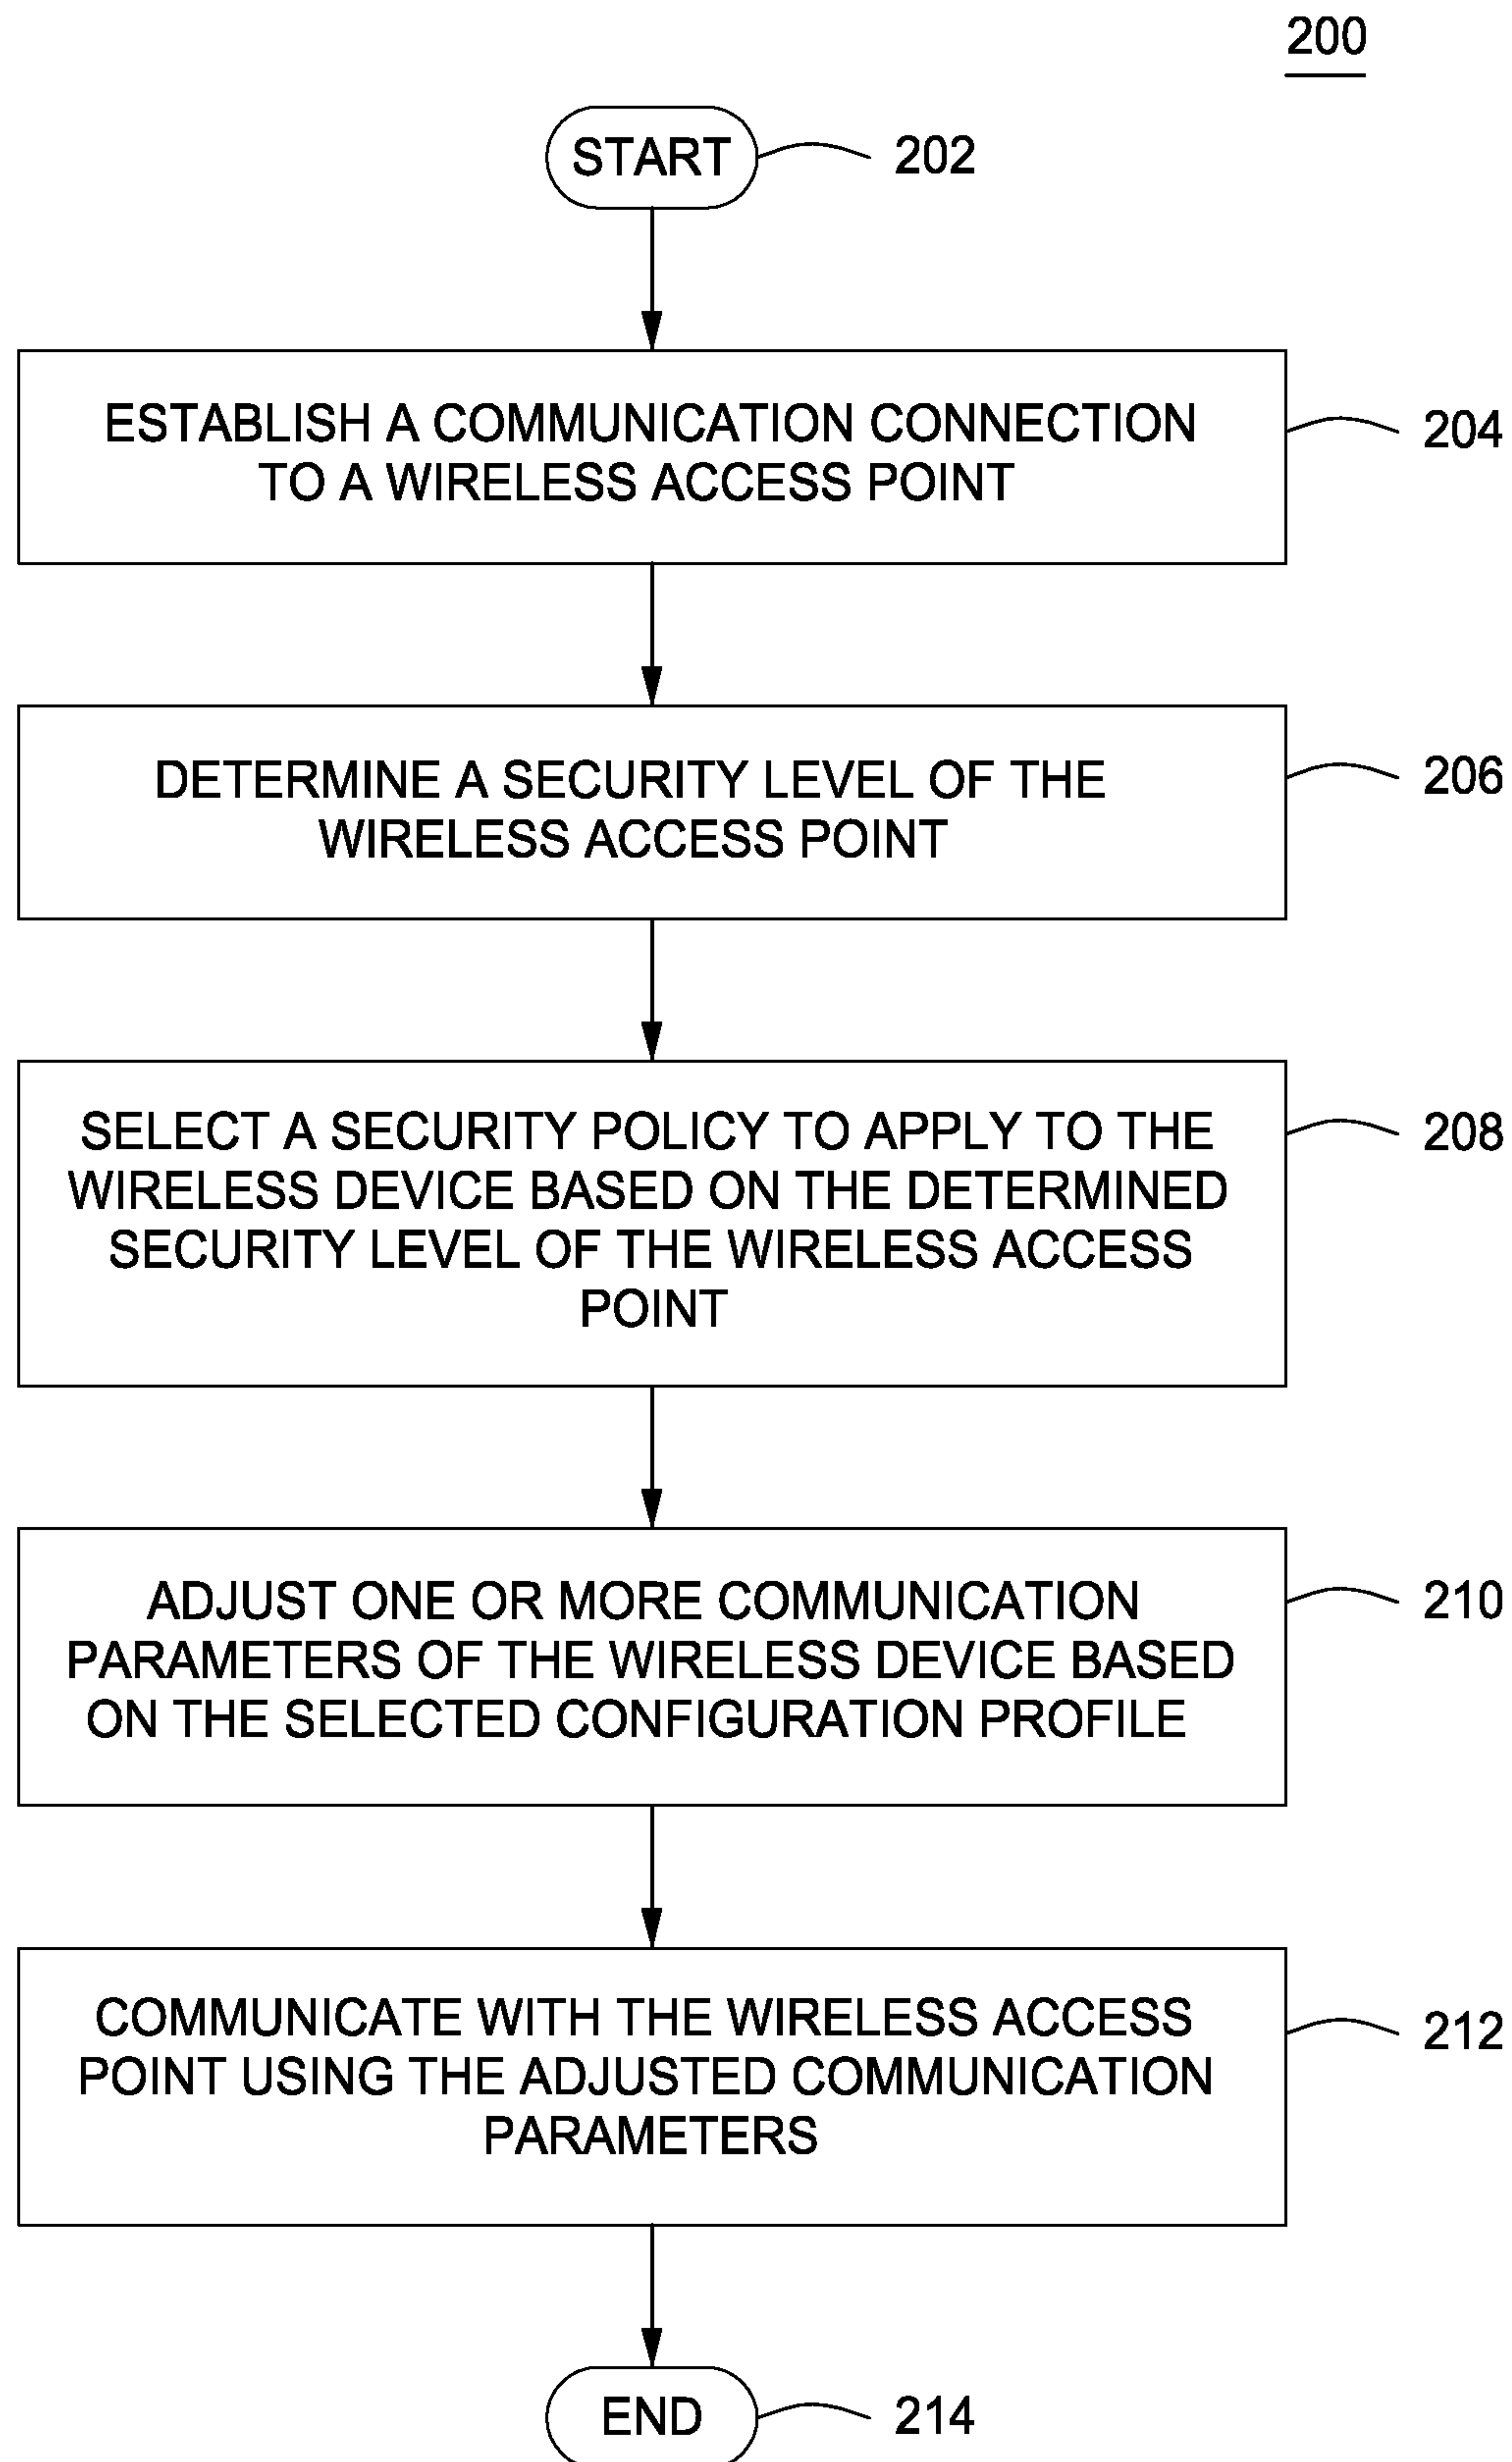 200
START
202
ESTABLISH A COMMUNICATION CONNECTION
TO A WIRELESS ACCESS POINT
204
DETERMINE A SECURITY LEVEL OF THE
WIRELESS ACCESS POINT
206
SELECT A SECURITY POLICY TO APPLY TO THE
WIRELESS DEVICE BASED ON THE DETERMINED
SECURITY LEVEL OF THE WIRELESS ACCESS
POINT
208
ADJUST ONE OR MORE COMMUNICATION
PARAMETERS OF THE WIRELESS DEVICE BASED
ON THE SELECTED CONFIGURATION PROFILE
210
COMMUNICATE WITH THE WIRELESS ACCESS
POINT USING THE ADJUSTED COMMUNICATION
PARAMETERS
212
END
214